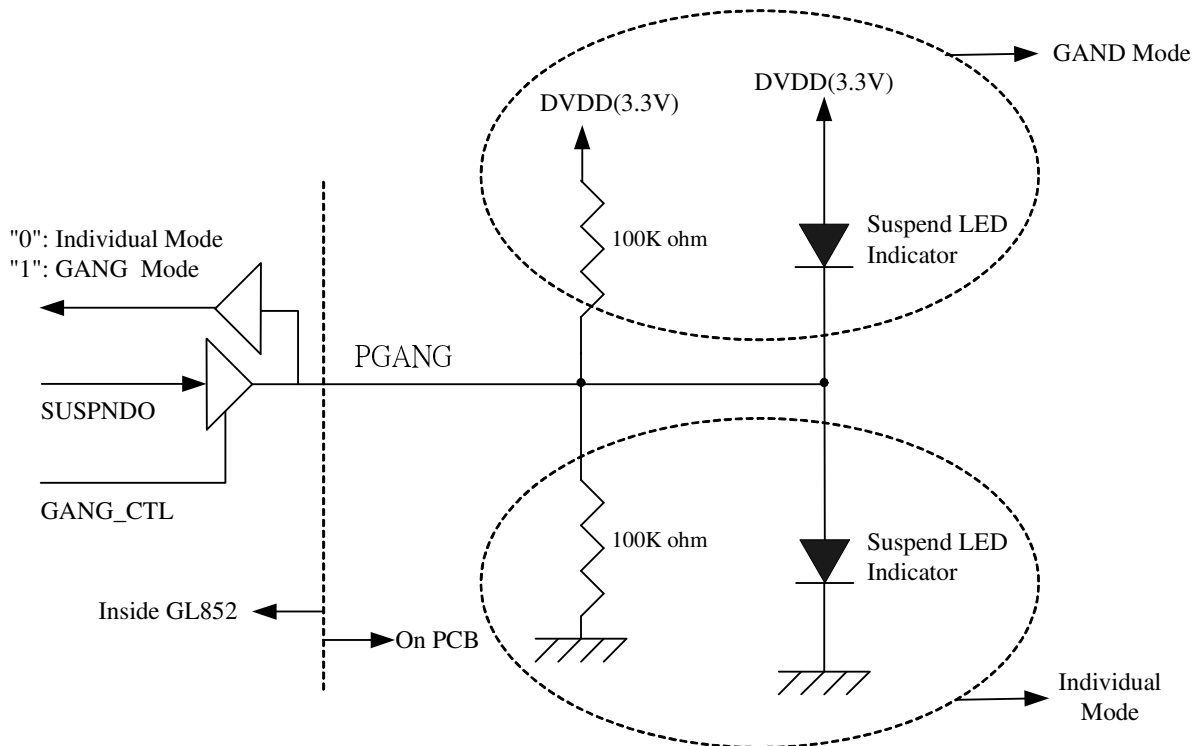 GAND Mode
DVDD(3.3V)
DVDD(3.3V)
"0": Individual Mode
"1": GANG  Mode
100K ohm
Suspend LED
Indicator
PGANG
SUSPNDO
GANG_CTL
100K ohm
Suspend LED
Indicator
Inside GL852
On PCB
Individual
Mode